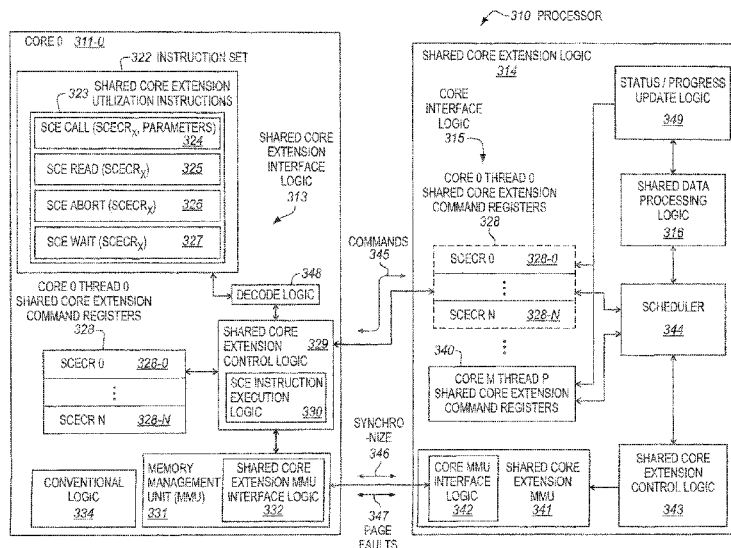 310 PROCESSOR
CORE 0 311-0
322 INSTRUCTION SET
323
SHARED CORE EXTENSION
UTILIZATION INSTRUCTIONS
SCE CALL (SCECRX, PARAMETERS)
324
SCE READ (SCECRX) 325
SCE ABORT (SCECRX) 326
SCE WAIT (SCECRX) 327
SHARED CORE
EXTENSION
INTERFACE
LOGIC
313
CORE 0 THREAD 0
SHARED CORE EXTENSION
COMMAND REGISTERS
328
SCECR 0 328-0
SCECR N 328-N
348
DECODE LOGIC
SHARED CORE
EXTENSION
CONTROL
LOGIC
329
SCE INSTRUCTION
EXECUTION
LOGIC 330
CONVENTIONAL
LOGIC
334
MEMORY
MANAGEMENT
UNIT (MMU)
331
SHARED CORE
EXTENSION MMU
INTERFACE LOGIC
332
COMMANDS
345
SYNCHRO
-NIZE
346
347 PAGE
FAULTS
SHARED CORE EXTENSION LOGIC
314
CORE
INTERFACE
LOGIC
315
CORE 0 THREAD 0
SHARED CORE EXTENSION
COMMAND REGISTERS
328
SCECR 0 328-0
SCECR N 328-N
340
CORE M THREAD P
SHARED CORE EXTENSION
COMMAND REGISTERS
CORE MMU
INTERFACE
LOGIC
342
SHARED CORE
EXTENSION
MMU
341
STATUS / PROGRESS
UPDATE LOGIC
349
SHARED DATA
PROCESSING
LOGIC 316
SCHEDULER
344
SHARED CORE
EXTENSION
CONTROL LOGIC
343